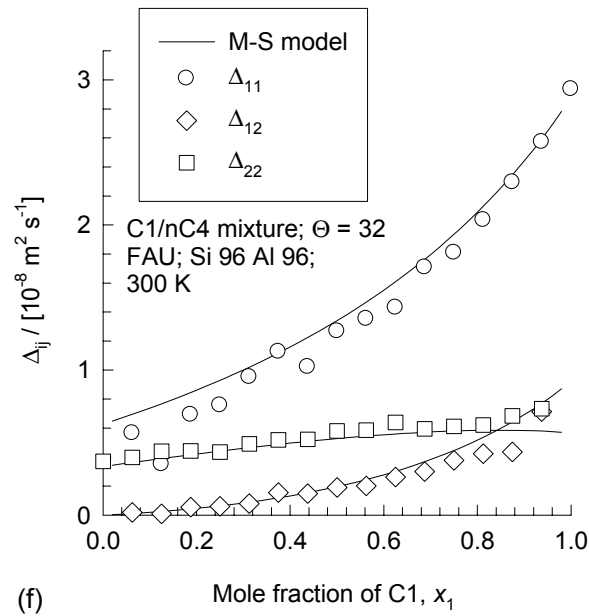 M-S model
Δ11
Δ12
Δ22
C1/nC4 mixture; Θ = 32
FAU; Si 96 Al 96;
300 K
Δij / [10-8 m2 s-1]
3
2
1
0
0.0 0.2 0.4 0.6 0.8 1.0
Mole fraction of C1, x1
(f)